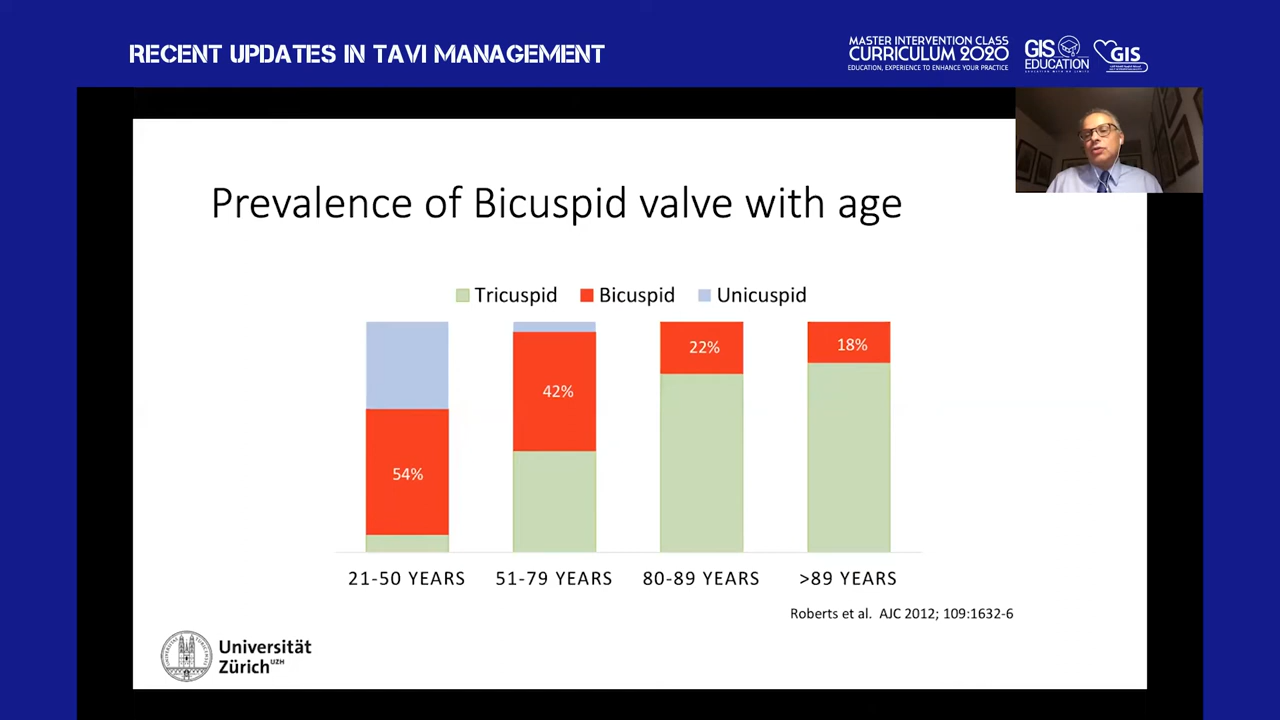 RECENT UPDATES IN TAVI MANAGEMENT
MASTER INTERVENTION CLASS
CURRICULUM 2020
EDUCATION, EXPERIENCE TO ENHANCE YOUR PRACTICE
GIS
EDUCATION
GIS
Prevalence of Bicuspid valve with age
Tricuspid Bicuspid Unicuspid
54%
42%
22%
18%
21-50 YEARS 51-79 YEARS 80-89 YEARS >89 YEARS
Roberts et al. AJC 2012; 109:1632-6
Universität
Zürich UZH